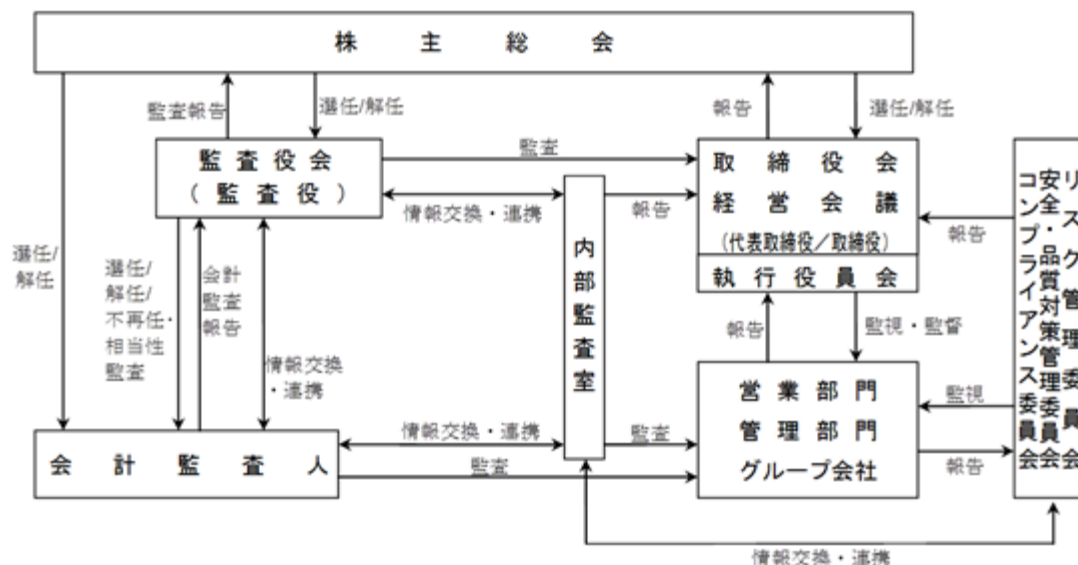 株主総会
監査報告
選任/解任
報告
選任/解任
監査役会
(監査役)
監査
取締役会
経営会議
(代表取締役／取締役)
執行役員会
情報交換・連携
報告
報告
リスク管理委員会
安全・品質対策管理委員会
コンプライアンス委員会
内部監査室
選任/
解任
選任/
解任/
不再任・
相当性
監査
会計
監査
報告
情報交換
・連携
報告
監視・監督
営業部門
管理部門
グループ会社
監視
報告
情報交換・連携
監査
会計監査人
監査
情報交換・連携